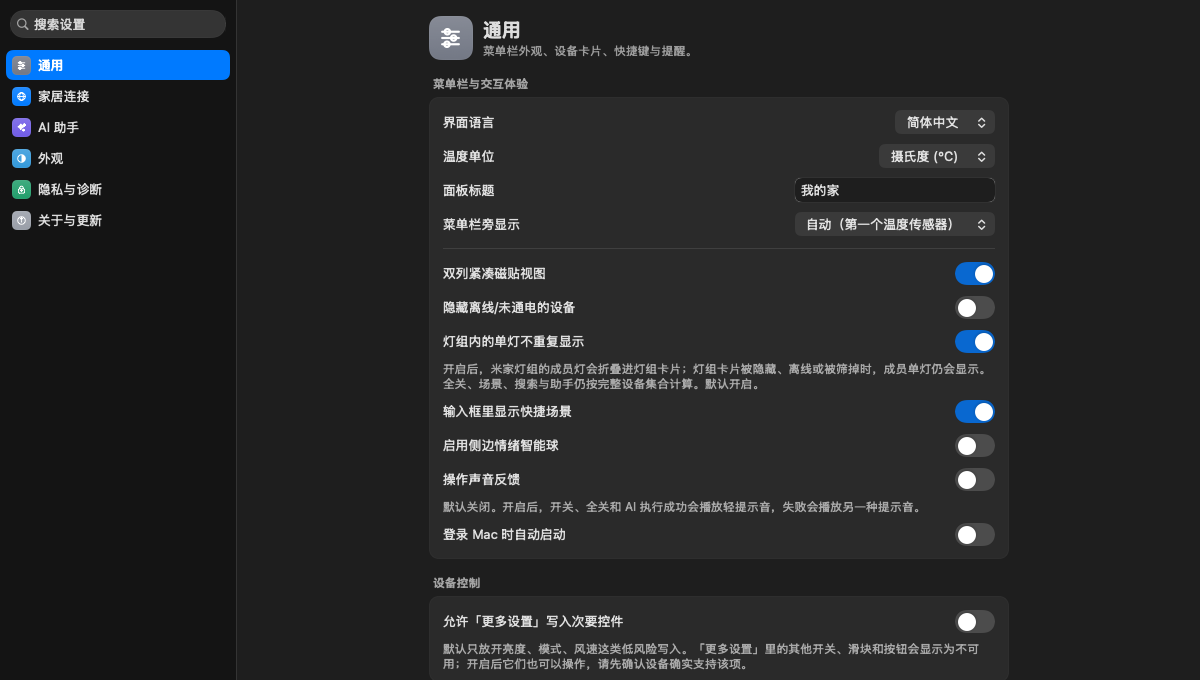 搜索设置
通用
家居连接
AI 助手
外观
隐私与诊断
关于与更新
通用
菜单栏外观、设备卡片、快捷键与提醒。
菜单栏与交互体验
界面语言
简体中文
温度单位
摄氏度 (°C)
面板标题
我的家
菜单栏旁显示
自动（第一个温度传感器）
双列紧凑磁贴视图
隐藏离线/未通电的设备
灯组内的单灯不重复显示
开启后，米家灯组的成员灯会折叠进灯组卡片；灯组卡片被隐藏、离线或被筛掉时，成员单灯仍会显示。
全关、场景、搜索与助手仍按完整设备集合计算。默认开启。
输入框里显示快捷场景
启用侧边情绪智能球
操作声音反馈
默认关闭。开启后，开关、全关和 AI 执行成功会播放轻提示音，失败会播放另一种提示音。
登录 Mac 时自动启动
设备控制
允许「更多设置」写入次要控件
默认只放开亮度、模式、风速这类低风险写入。「更多设置」里的其他开关、滑块和按钮会显示为不可
用；开启后它们也可以操作，请先确认设备确实支持该项。